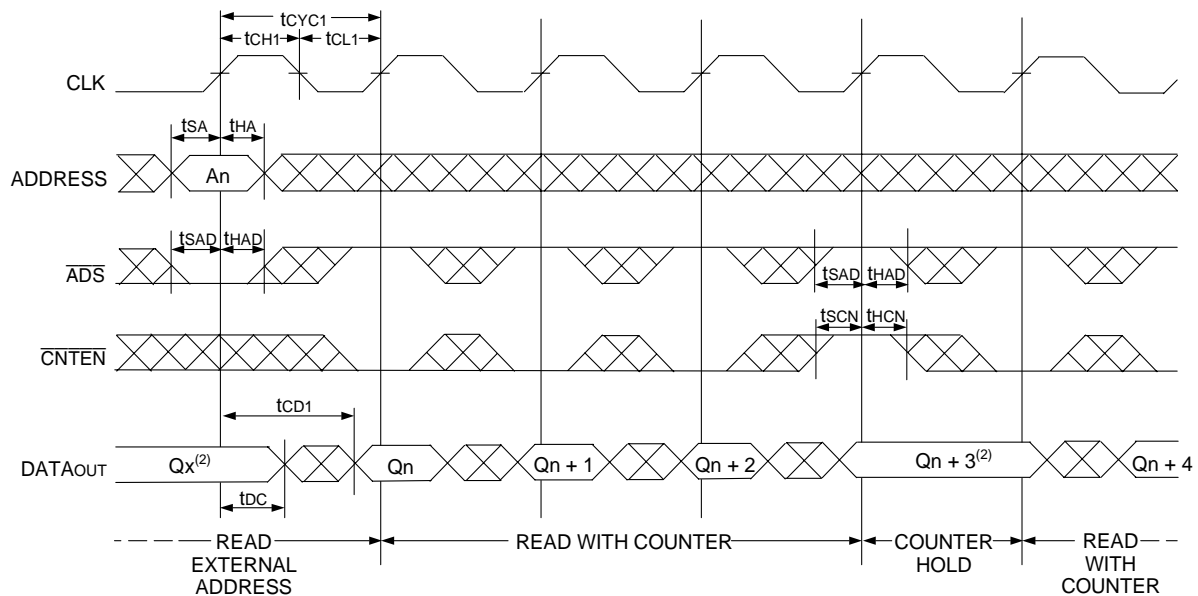 tCYC1
tCH1 tCL1
CLK
tSA tHA
ADDRESS An
tSAD tHAD
ADS
tSAD tHAD
tSCN tHCN
CNTEN
tCD1
DATAOUT Qx(2) Qn Qn + 1 Qn + 2 Qn + 3(2) Qn + 4
tDC
READ EXTERNAL ADDRESS
READ WITH COUNTER
COUNTER HOLD
READ WITH COUNTER